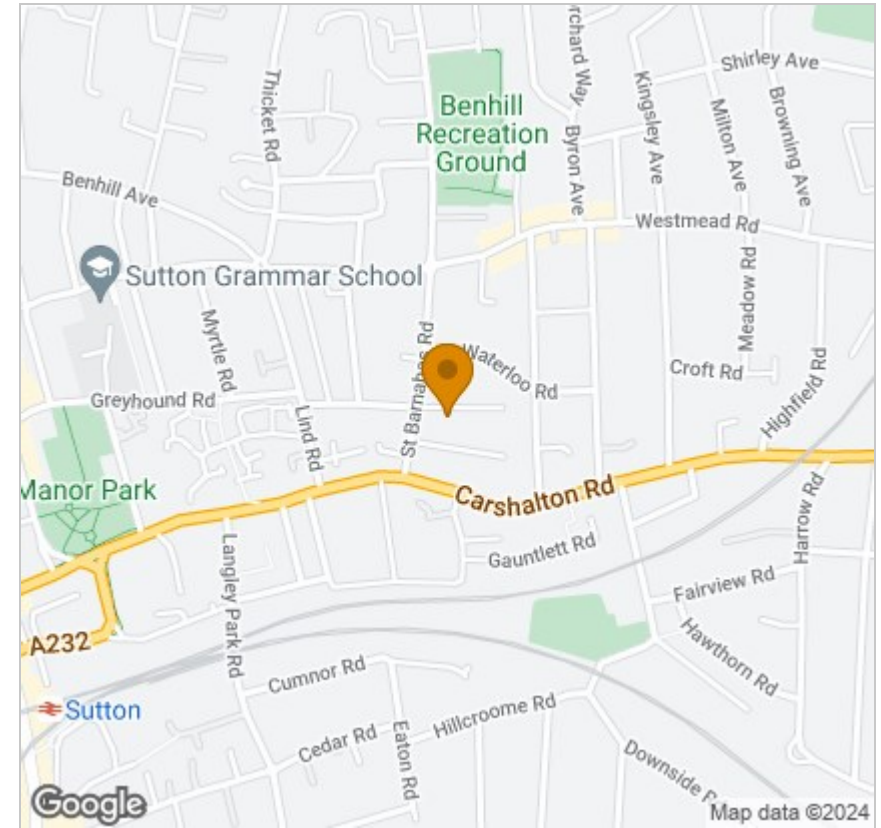 Thicket Rd
Benhill
Recreation
Ground
Byron Ave
Kingsley Ave
Shirley Ave
Milton Ave
Browning Ave
Benhill Ave
Westmead Rd
Sutton Grammar School
Meadow Rd
Myrtle Rd
St Barnabas Rd
Waterloo Rd
Croft Rd
Highfield Rd
Greyhound Rd
Lind Rd
Manor Park
Carshalton Rd
Harrow Rd
Langley Park Rd
Gauntlett Rd
Fairview Rd
A232
Hawthorn Rd
Cumnor Rd
Sutton
Eaton Rd
Hillcroome Rd
Cedar Rd
Downside
Google
Map data ©2024